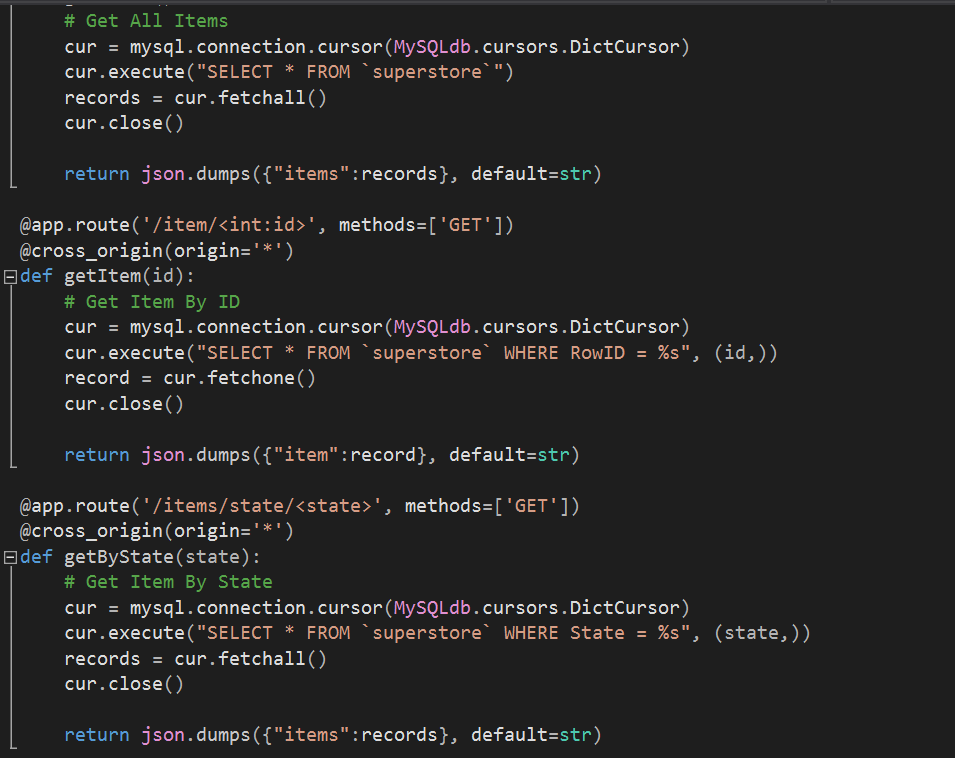 # Get All Items
cur = mysql.connection.cursor(MySQLdb.cursors.DictCursor)
cur.execute("SELECT * FROM `superstore`")
records = cur.fetchall()
cur.close()
return json.dumps({"items":records}, default=str)
@app.route('/item/<int:id>', methods=['GET'])
@cross_origin(origin='*')
def getItem(id):
# Get Item By ID
cur = mysql.connection.cursor(MySQLdb.cursors.DictCursor)
cur.execute("SELECT * FROM `superstore` WHERE RowID = %s", (id,))
record = cur.fetchone()
cur.close()
return json.dumps({"item":record}, default=str)
@app.route('/items/state/<state>', methods=['GET'])
@cross_origin(origin='*')
def getByState(state):
# Get Item By State
cur = mysql.connection.cursor(MySQLdb.cursors.DictCursor)
cur.execute("SELECT * FROM `superstore` WHERE State = %s", (state,))
records = cur.fetchall()
cur.close()
return json.dumps({"items":records}, default=str)